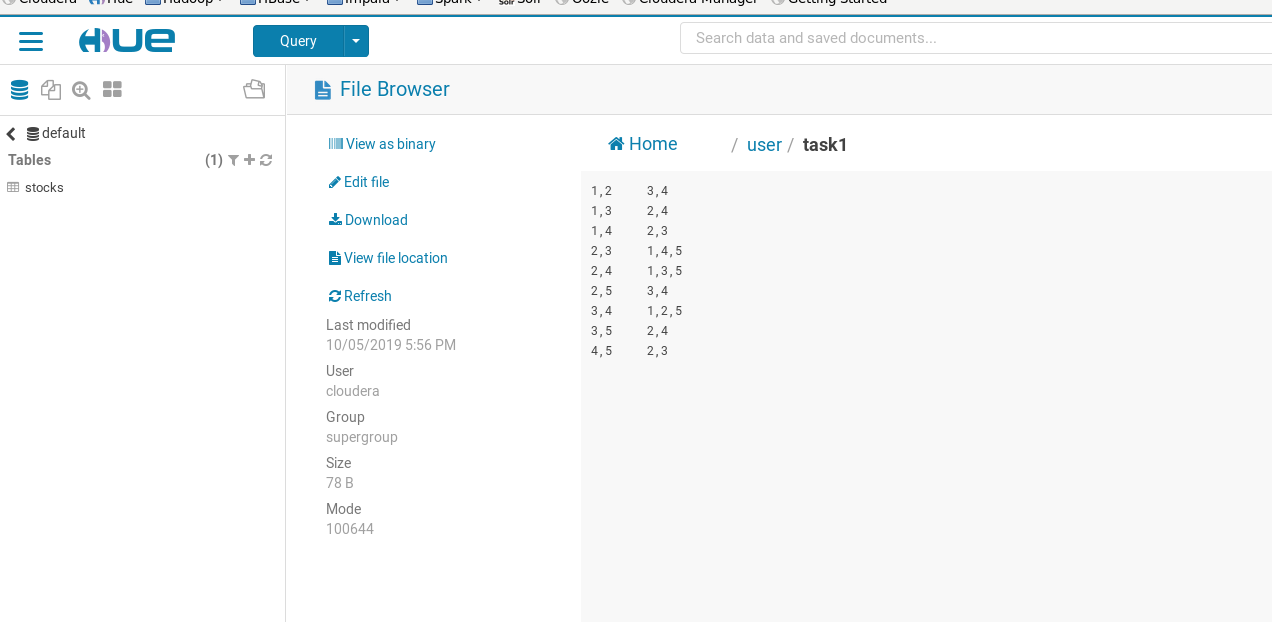 Cloudera Hue Hadoop HBase Impala Spark Solr Oozie Cloudera Manager Getting Started
HUE Query Search data and saved documents...
File Browser
default
Tables (1)
stocks
View as binary
Edit file
Download
View file location
Refresh
Last modified
10/05/2019 5:56 PM
User
cloudera
Group
supergroup
Size
78 B
Mode
100644
Home / user / task1
1,2 3,4
1,3 2,4
1,4 2,3
2,3 1,4,5
2,4 1,3,5
2,5 3,4
3,4 1,2,5
3,5 2,4
4,5 2,3